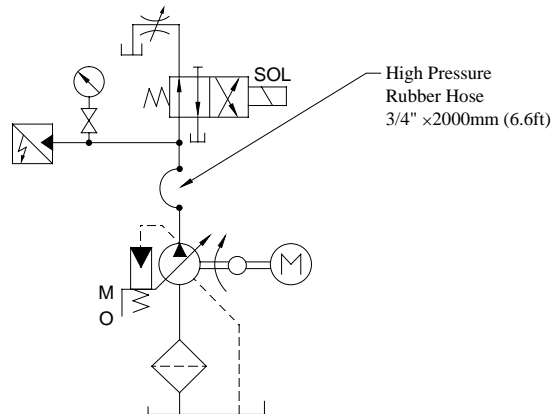 SOL
High Pressure
Rubber Hose
3/4" ×2000mm (6.6ft)
M
O
M